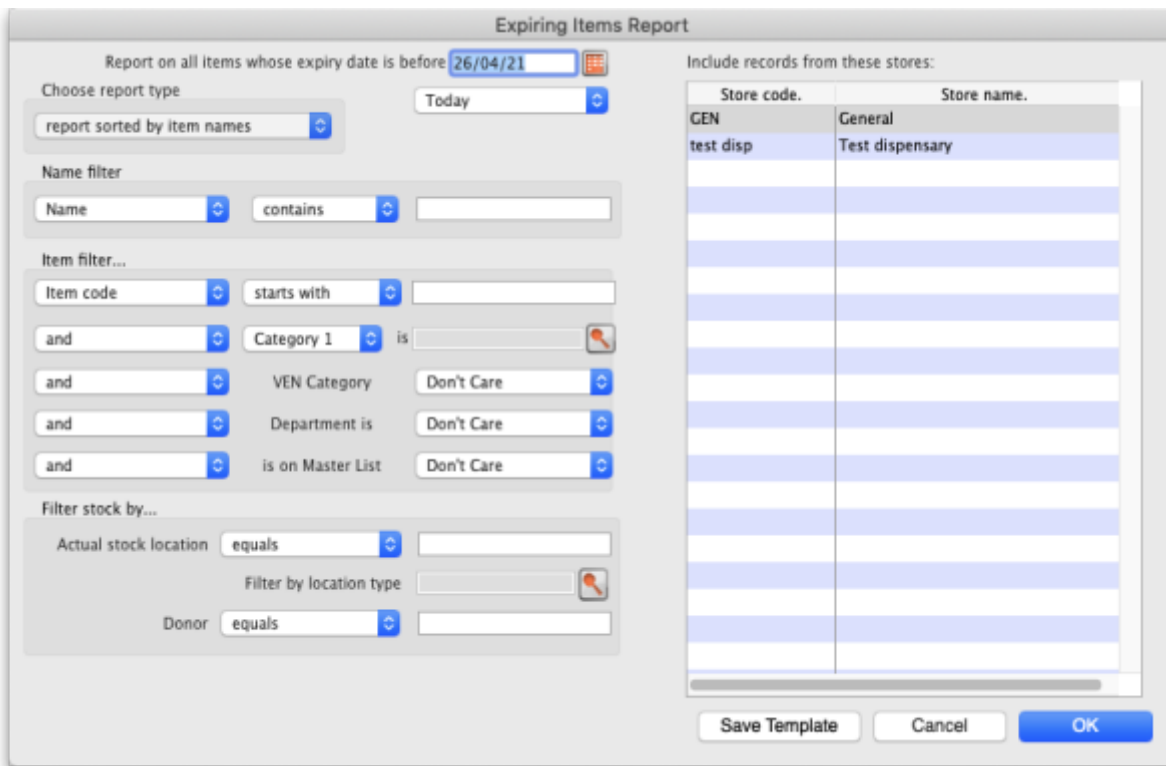 Expiring Items Report
Report on all items whose expiry date is before 26/04/21
Choose report type
Today
report sorted by item names
Name filter
Name contains
Item filter...
Item code starts with
and Category 1 is
and VEN Category Don't Care
and Department is Don't Care
and is on Master List Don't Care
Filter stock by...
Actual stock location equals
Filter by location type
Donor equals
Include records from these stores:
Store code. Store name.
GEN General
test disp Test dispensary
Save Template Cancel OK